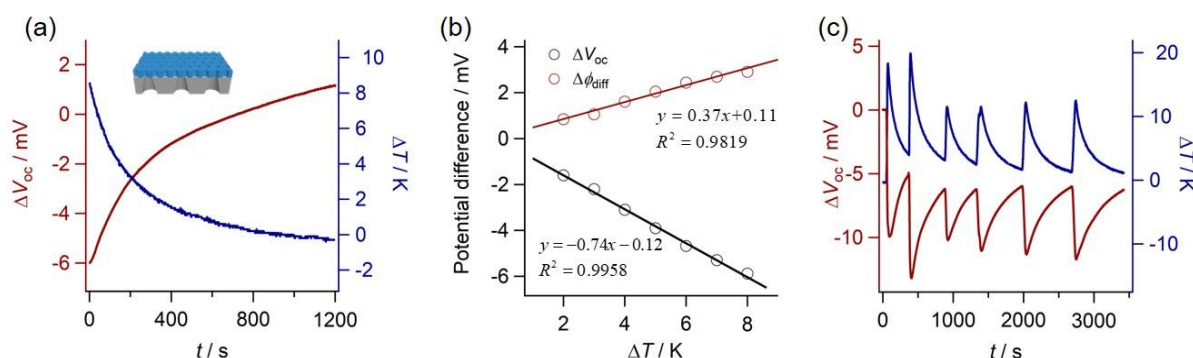 (a)
2
0
-2
-4
-6
ΔVoc / mV
10
8
6
4
2
0
-2
ΔT / K
0
400
800
1200
t / s
(b)
4
2
0
-2
-4
-6
Potential difference / mV
ΔVoc
Δϕdiff
y = 0.37x+0.11
R² = 0.9819
y = −0.74x−0.12
R² = 0.9958
2
4
6
8
ΔT / K
(c)
5
0
-5
-10
ΔVoc / mV
20
10
0
-10
ΔT / K
0
1000
2000
3000
t / s